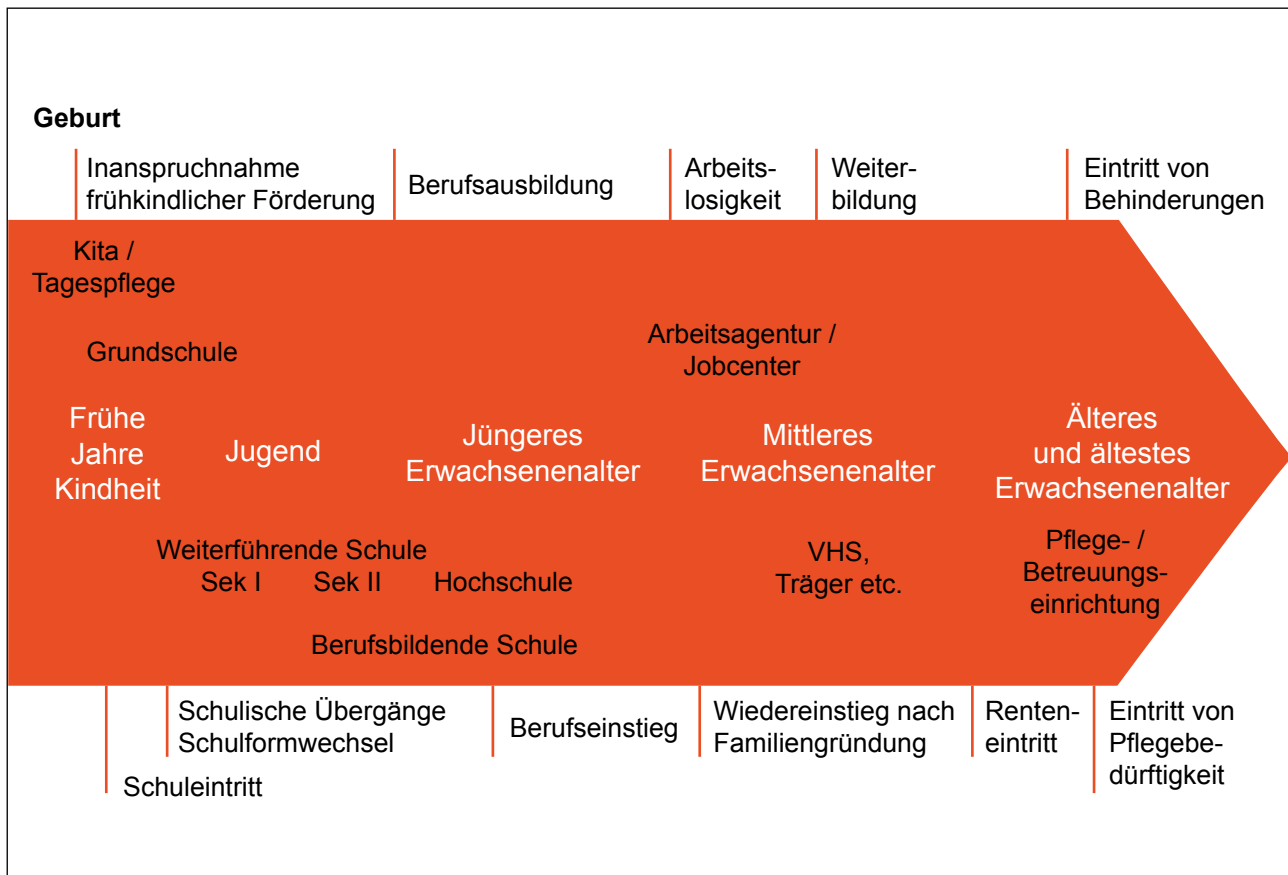 Geburt
Inanspruchnahme
frühkindlicher Förderung
Berufsausbildung
Arbeits-
losigkeit
Weiter-
bildung
Eintritt von
Behinderungen
Kita /
Tagespflege
Grundschule
Arbeitsagentur /
Jobcenter
Frühe
Jahre
Kindheit
Jugend
Jüngeres
Erwachsenenalter
Mittleres
Erwachsenenalter
Älteres
und ältestes
Erwachsenenalter
Weiterführende Schule
Sek I Sek II
Hochschule
Berufsbildende Schule
VHS,
Träger etc.
Pflege- /
Betreuungs-
einrichtung
Schuleintritt
Schulische Übergänge
Schulformwechsel
Berufseinstieg
Wiedereinstieg nach
Familiengründung
Renten-
eintritt
Eintritt von
Pflegebe-
dürftigkeit